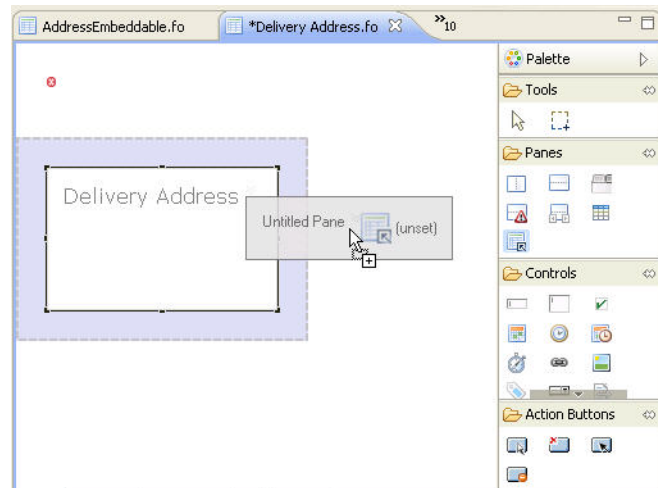 AddressEmbeddable.fo
*Delivery Address.fo
»10
Palette
Tools
Panes
Delivery Address
Untitled Pane
(unset)
Controls
Action Buttons